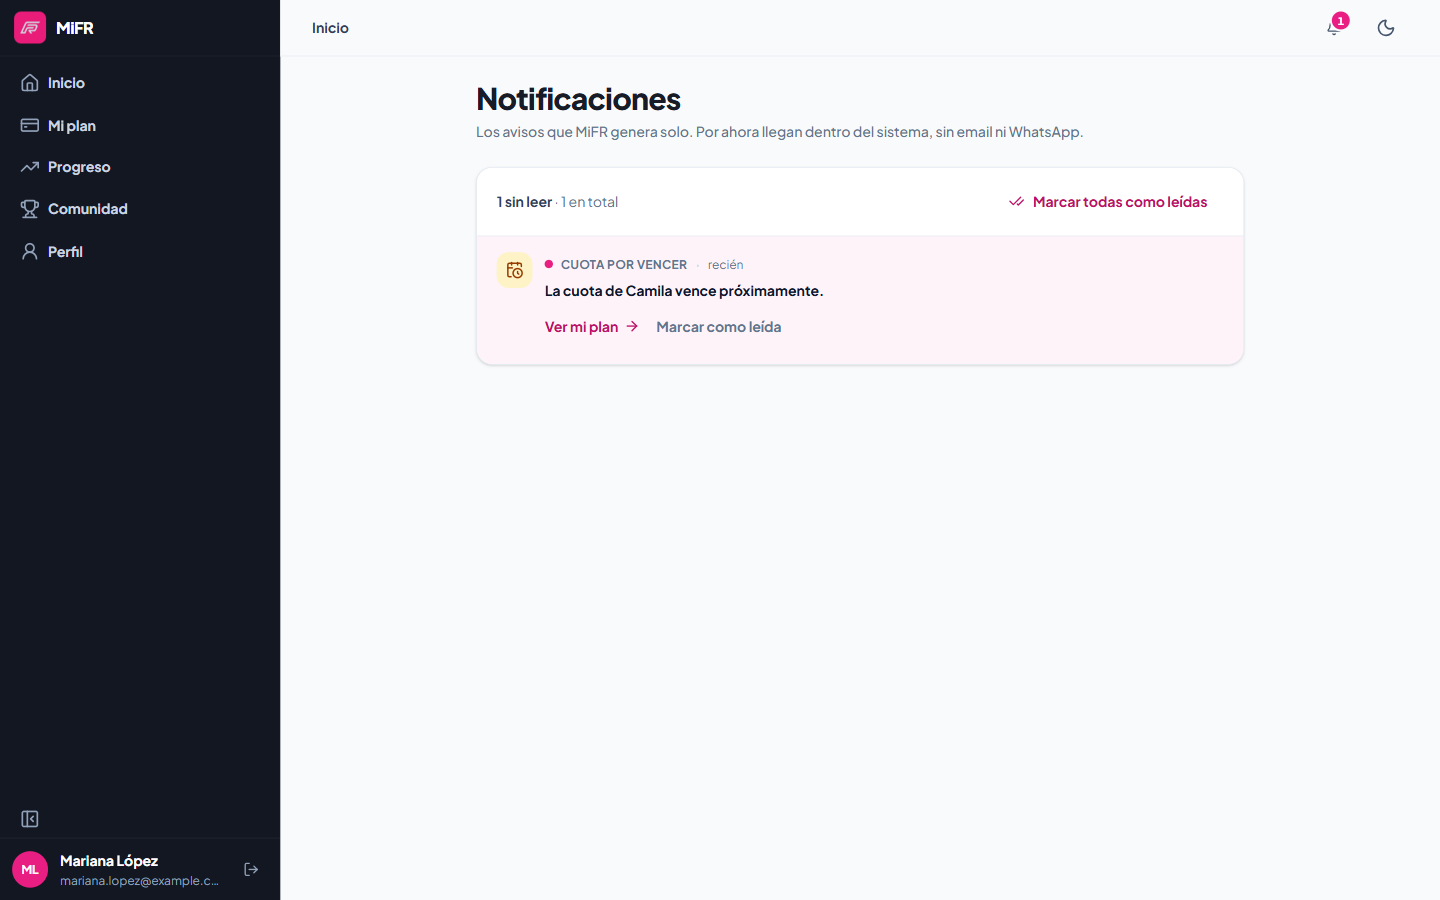 MiFR
Inicio
Mi plan
Progreso
Comunidad
Perfil
ML
Mariana López
mariana.lopez@example.c...
Inicio
1
Notificaciones
Los avisos que MiFR genera solo. Por ahora llegan dentro del sistema, sin email ni WhatsApp.
1 sin leer · 1 en total
Marcar todas como leídas
CUOTA POR VENCER · recién
La cuota de Camila vence próximamente.
Ver mi plan → Marcar como leída